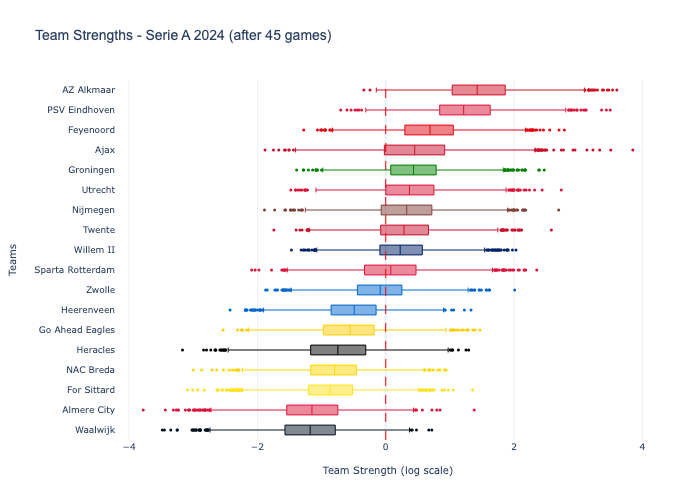 Team Strengths - Serie A 2024 (after 45 games)
AZ Alkmaar
PSV Eindhoven
Feyenoord
Ajax
Groningen
Utrecht
Nijmegen
Twente
Willem II
Sparta Rotterdam
Zwolle
Heerenveen
Go Ahead Eagles
Heracles
NAC Breda
For Sittard
Almere City
Waalwijk
Teams
−4 −2 0 2 4
Team Strength (log scale)